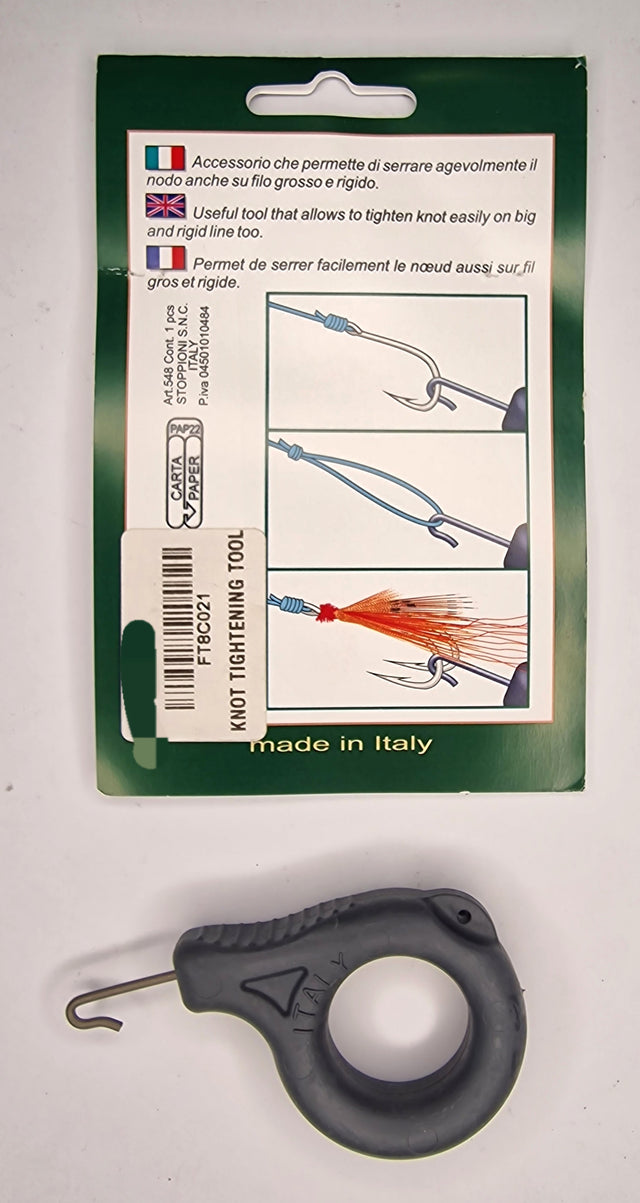 Accessorio che permette di serrare agevolmente il
nodo anche su filo grosso e rigido.
Useful tool that allows to tighten knot easily on big
and rigid line too.
Permet de serrer facilement le nœud aussi sur fil
gros et rigide.
Art.548 Cont. 1 pcs
STOPPIONI S.N.C.
ITALY
P.iva 04501010484
PAP22
CARTA
PAPER
FT8C021
KNOT TIGHTENING TOOL
made in Italy
ITALY